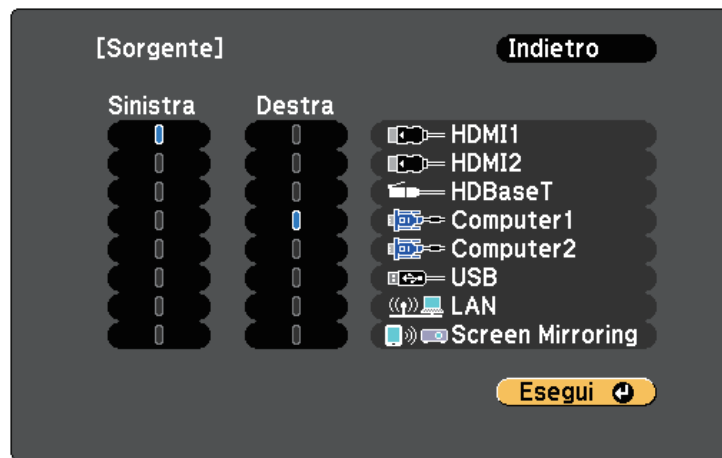 [Sorgente] Indietro
Sinistra Destra
HDMI1
HDMI2
HDBaseT
Computer1
Computer2
USB
LAN
Screen Mirroring
Esegui